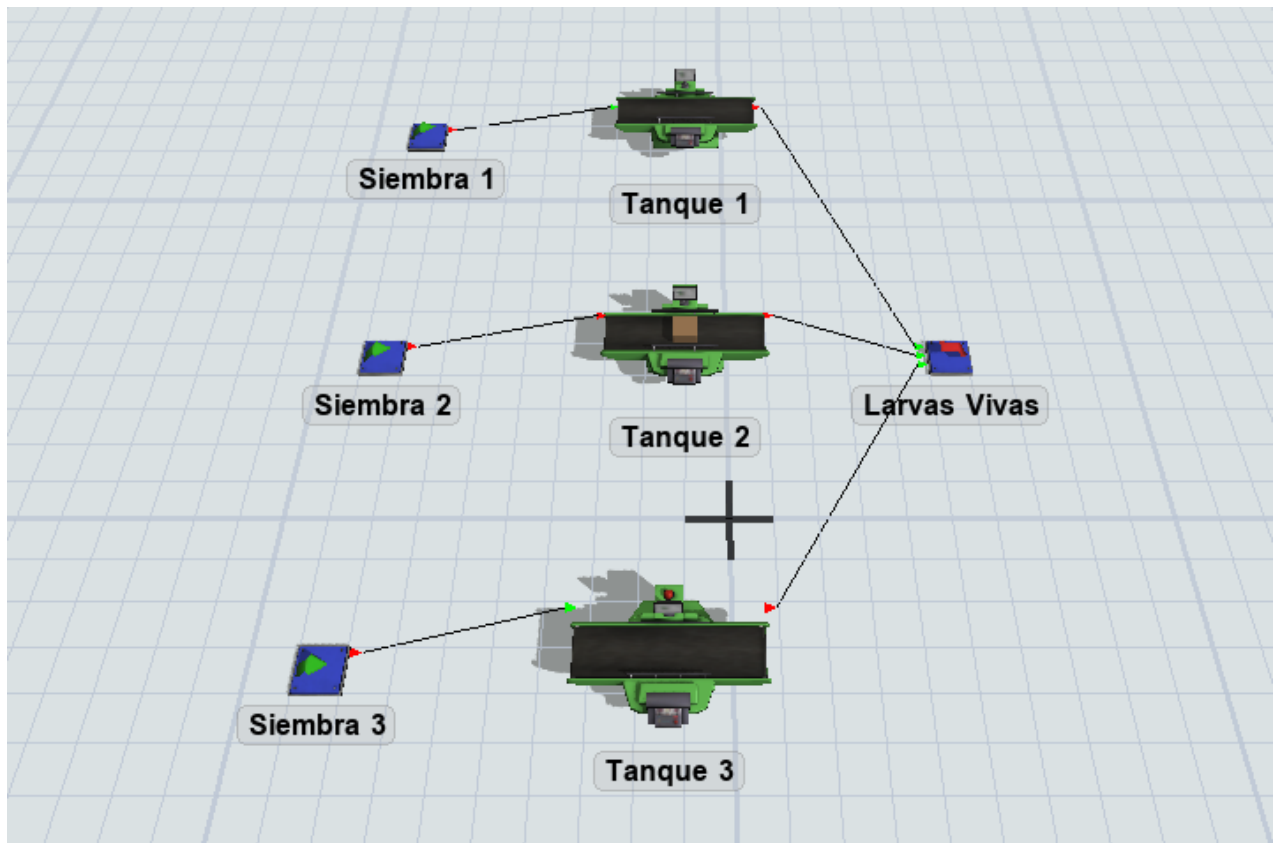 Siembra 1
Tanque 1
Siembra 2
Tanque 2
Larvas Vivas
Siembra 3
Tanque 3